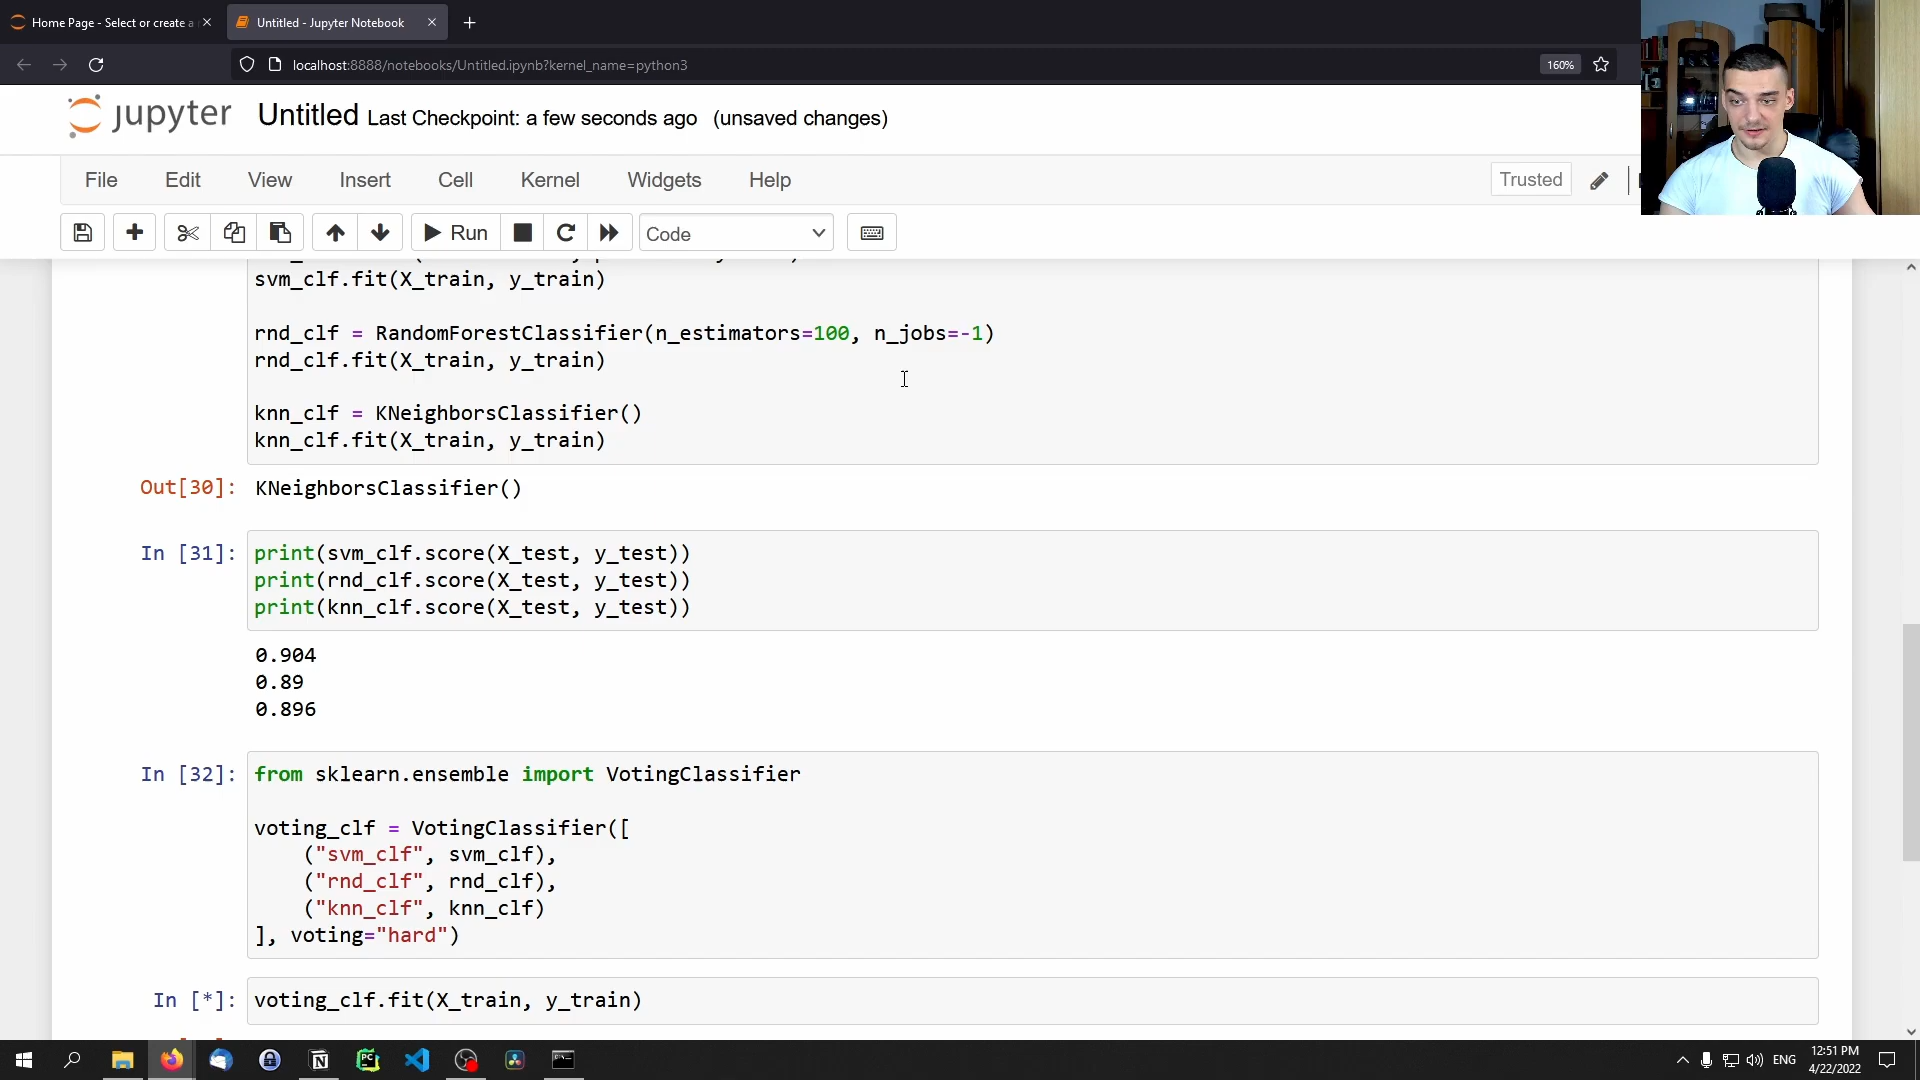 Home Page - Select or create a
Untitled - Jupyter Notebook
localhost:8888/notebooks/Untitled.ipynb?kernel_name=python3
160%
jupyter Untitled Last Checkpoint: a few seconds ago (unsaved changes)
File Edit View Insert Cell Kernel Widgets Help Trusted
Run Code
svm_clf.fit(X_train, y_train)
rnd_clf = RandomForestClassifier(n_estimators=100, n_jobs=-1)
rnd_clf.fit(X_train, y_train)
knn_clf = KNeighborsClassifier()
knn_clf.fit(X_train, y_train)
Out[30]: KNeighborsClassifier()
In [31]: print(svm_clf.score(X_test, y_test))
print(rnd_clf.score(X_test, y_test))
print(knn_clf.score(X_test, y_test))
0.904
0.89
0.896
In [32]: from sklearn.ensemble import VotingClassifier
voting_clf = VotingClassifier([
("svm_clf", svm_clf),
("rnd_clf", rnd_clf),
("knn_clf", knn_clf)
], voting="hard")
In [*]: voting_clf.fit(X_train, y_train)
ENG
12:51 PM
4/22/2022